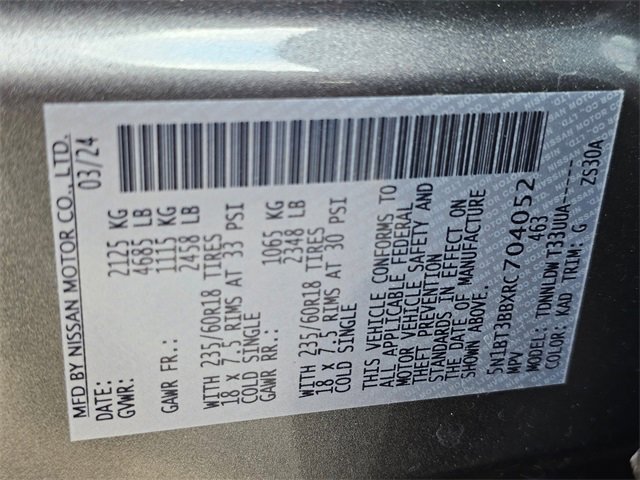 MFD BY NISSAN MOTOR CO., LTD.
DATE: 03/24
GVWR: 2125 KG
4685 LB
GAWR FR.: 1115 KG
2458 LB
WITH 235/60R18 TIRES
18 X 7.5 RIMS AT 33 PSI
COLD SINGLE
GAWR RR.: 1065 KG
2348 LB
WITH 235/60R18 TIRES
18 X 7.5 RIMS AT 30 PSI
COLD SINGLE
THIS VEHICLE CONFORMS TO
ALL APPLICABLE FEDERAL
MOTOR VEHICLE SAFETY AND
THEFT PREVENTION
STANDARDS IN EFFECT ON
THE DATE OF MANUFACTURE
SHOWN ABOVE.
5N1BT3BBXRC704052
MPV 463
MODEL: TDNNLDWT33UUA-----
COLOR: KAD TRIM: G ZS30A